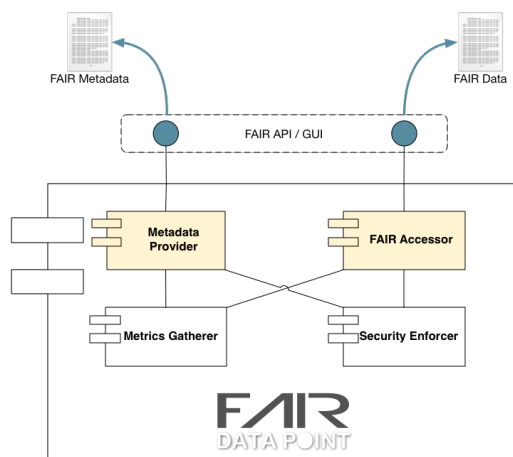 FAIR Metadata
FAIR Data
FAIR API / GUI
Metadata
Provider
FAIR Accessor
Metrics Gatherer
Security Enforcer
FAIR
DATA POINT